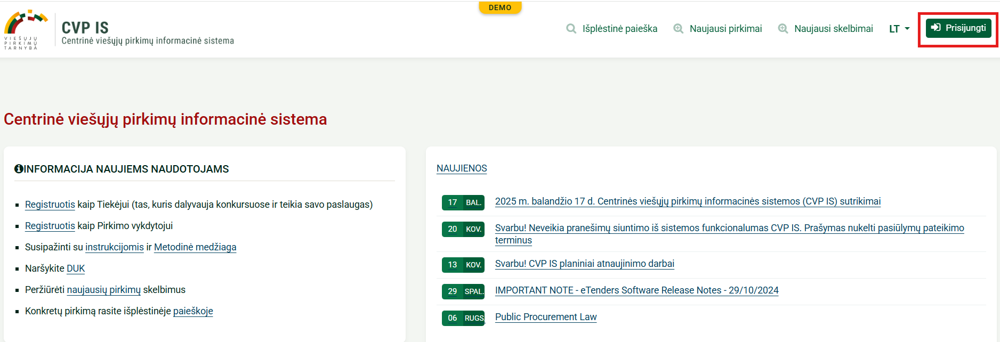 DEMO
VIEŠŲJŲ
PIRKIMŲ
TARNYBA
CVP IS
Centrinė viešųjų pirkimų informacinė sistema
Išplėstinė paieška
Naujausi pirkimai
Naujausi skelbimai
LT
Prisijungti
Centrinė viešųjų pirkimų informacinė sistema
INFORMACIJA NAUJIEMS NAUDOTOJAMS
Registruotis kaip Tiekėjui (tas, kuris dalyvauja konkursuose ir teikia savo paslaugas)
Registruotis kaip Pirkimo vykdytojui
Susipažinti su instrukcijomis ir Metodinė medžiaga
Naršykite DUK
Peržiūrėti naujausių pirkimų skelbimus
Konkretų pirkimą rasite išplėstinėje paieškoje
NAUJIENOS
17 BAL. 2025 m. balandžio 17 d. Centrinės viešųjų pirkimų informacinės sistemos (CVP IS) sutrikimai
20 KOV. Svarbu! Neveikia pranešimų siuntimo iš sistemos funkcionalumas CVP IS. Prašymas nukelti pasiūlymų pateikimo
terminus
13 KOV. Svarbu! CVP IS planiniai atnaujinimo darbai
29 SPAL. IMPORTANT NOTE - eTenders Software Release Notes - 29/10/2024
06 RUGS. Public Procurement Law